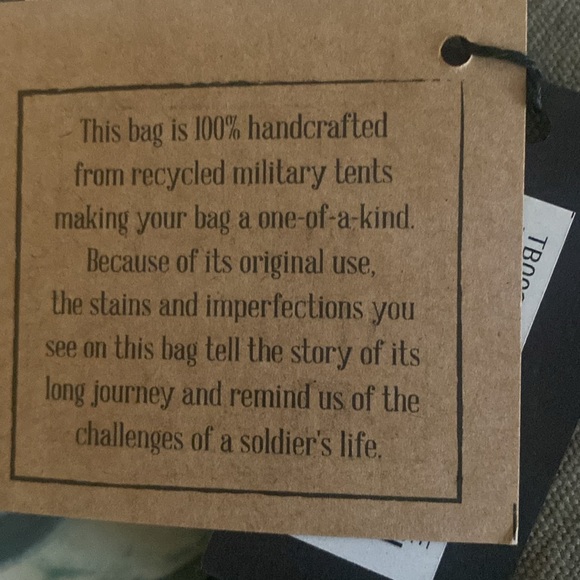 This bag is 100% handcrafted
from recycled military tents
making your bag a one-of-a-kind.
Because of its original use,
the stains and imperfections you
see on this bag tell the story of its
long journey and remind us of the
challenges of a soldier's life.